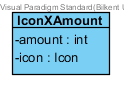 Visual Paradigm Standard(Bilkent U
IconXAmount
-amount : int
-icon : Icon